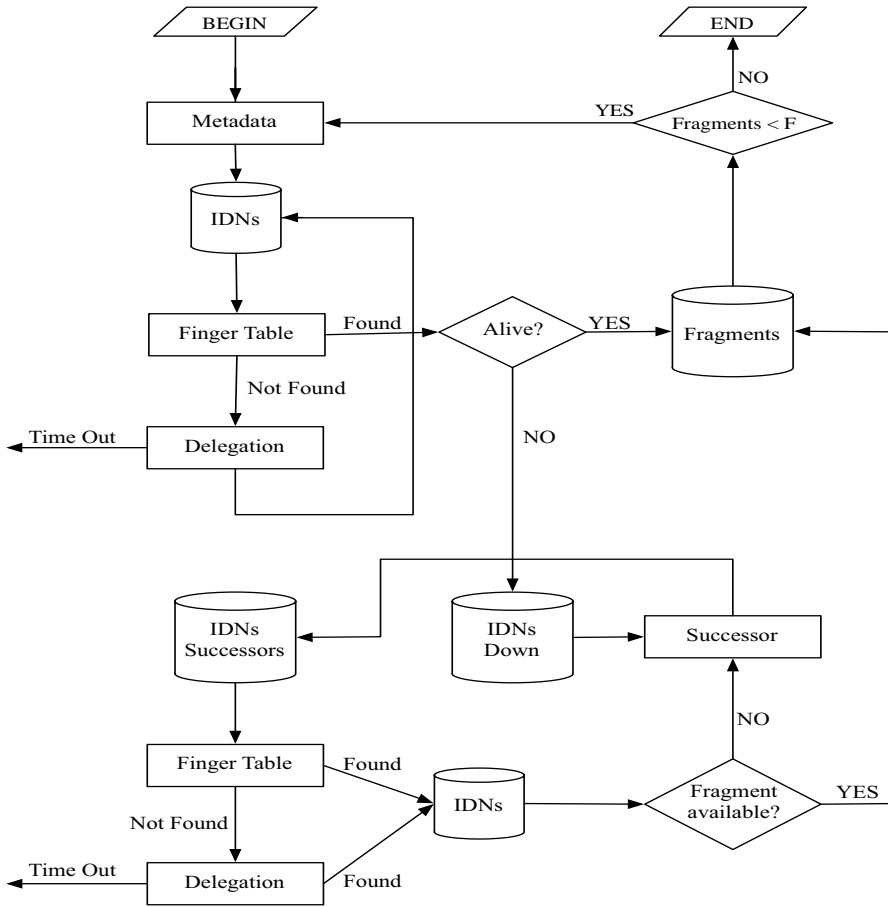 BEGIN
END
NO
YES
Metadata
Fragments < F
IDNs
Finger Table
Found
Alive?
YES
Fragments
Not Found
Time Out
Delegation
NO
IDNs
Successors
IDNs
Down
Successor
NO
Finger Table
Found
IDNs
Fragment
available?
YES
Not Found
Time Out
Delegation
Found